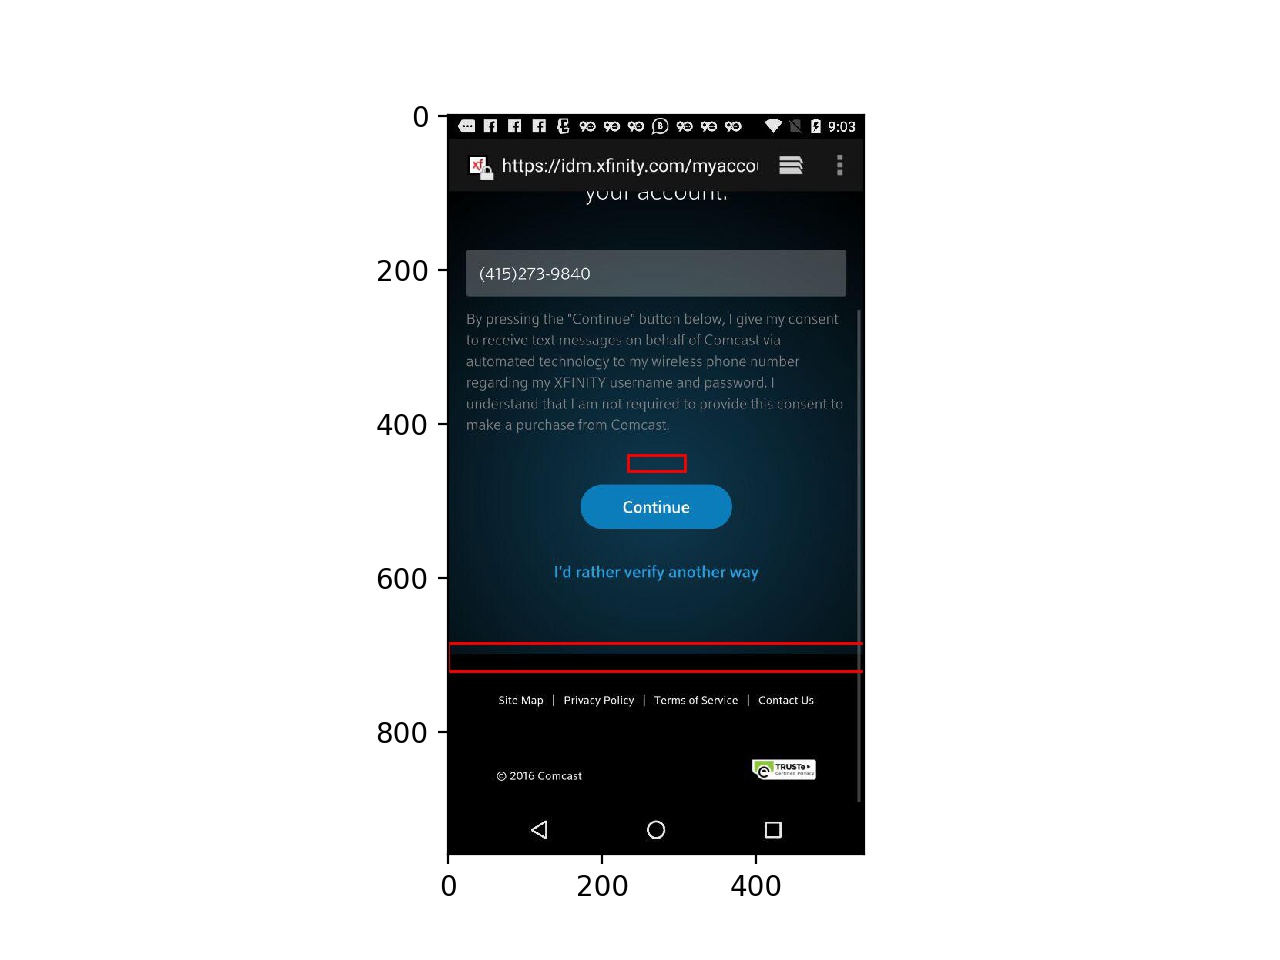 0
200
400
600
800
0 200 400
9:03
xf https://idm.xfinity.com/myacco
your account.
(415)273-9840
By pressing the "Continue" button below, I give my consent
to receive text messages on behalf of Comcast via
automated technology to my wireless phone number
regarding my XFINITY username and password. I
understand that I am not required to provide this consent to
make a purchase from Comcast.
Continue
I'd rather verify another way
Site Map | Privacy Policy | Terms of Service | Contact Us
© 2016 Comcast
TRUSTe
Certified Privacy